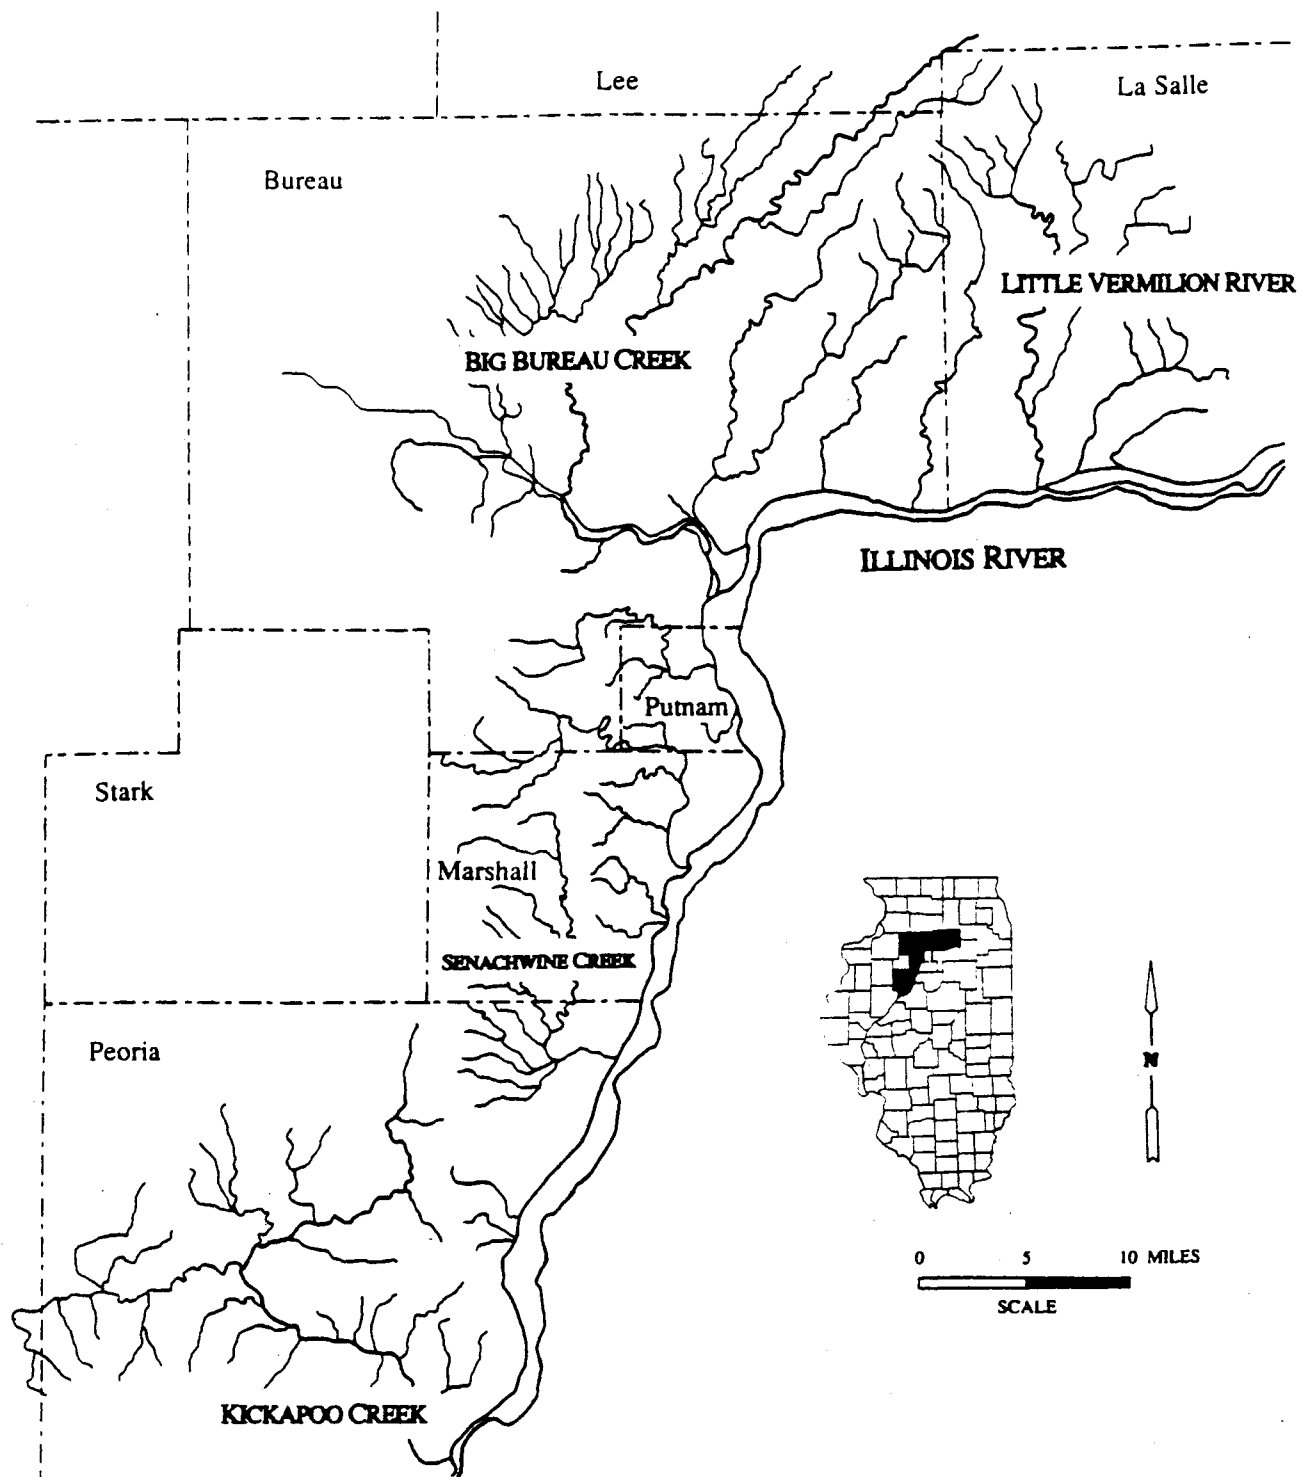 Lee
La Salle
Bureau
LITTLE VERMILION RIVER
BIG BUREAU CREEK
ILLINOIS RIVER
Putnam
Stark
Marshall
SENACHWINE CREEK
Peoria
N
0 5 10 MILES
SCALE
KICKAPOO CREEK